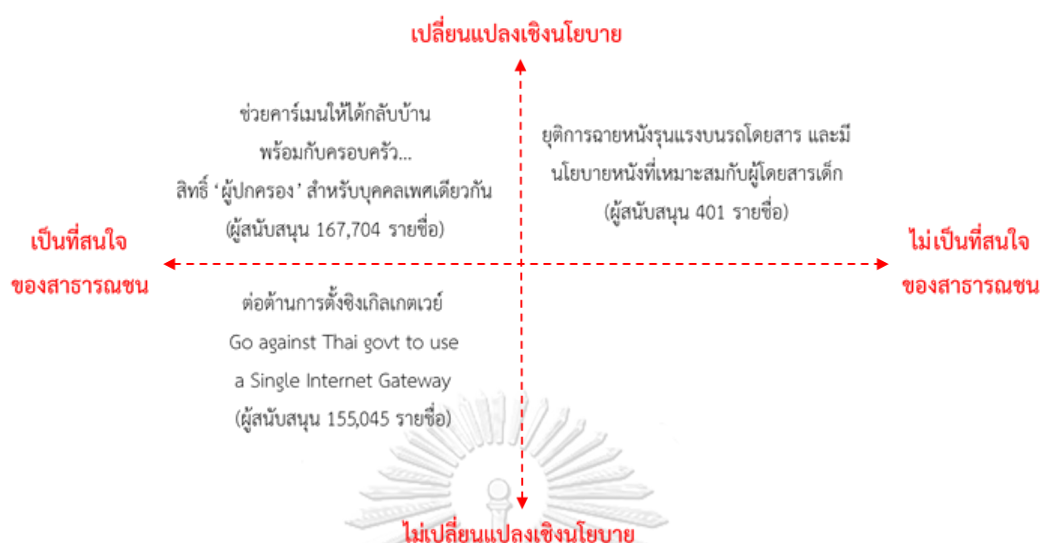 เปลี่ยนแปลงเชิงนโยบาย
ช่วยคาร์เมนให้ได้กลับบ้าน
พร้อมกับครอบครัว...
สิทธิ์ ‘ผู้ปกครอง’ สำหรับบุคคลเพศเดียวกัน
(ผู้สนับสนุน 167,704 รายชื่อ)
ยุติการฉายหนังรุนแรงบนรถโดยสาร และมี
นโยบายหนังที่เหมาะสมกับผู้โดยสารเด็ก
(ผู้สนับสนุน 401 รายชื่อ)
เป็นที่สนใจ
ของสาธารณชน
ไม่เป็นที่สนใจ
ของสาธารณชน
ต่อต้านการตั้งซิงเกิลเกตเวย์
Go against Thai govt to use
a Single Internet Gateway
(ผู้สนับสนุน 155,045 รายชื่อ)
ไม่เปลี่ยนแปลงเชิงนโยบาย